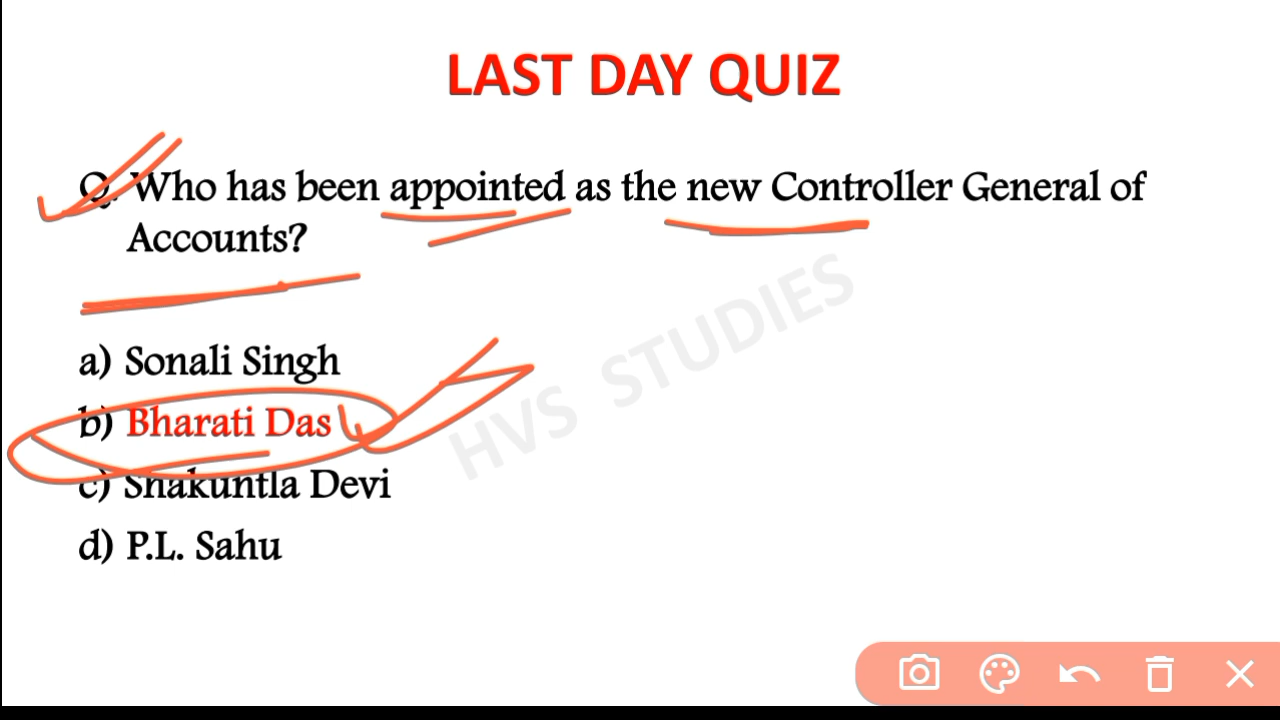 LAST DAY QUIZ
Q. Who has been appointed as the new Controller General of
Accounts?
a) Sonali Singh
b) Bharati Das
c) Shakuntla Devi
d) P.L. Sahu
HVS STUDIES